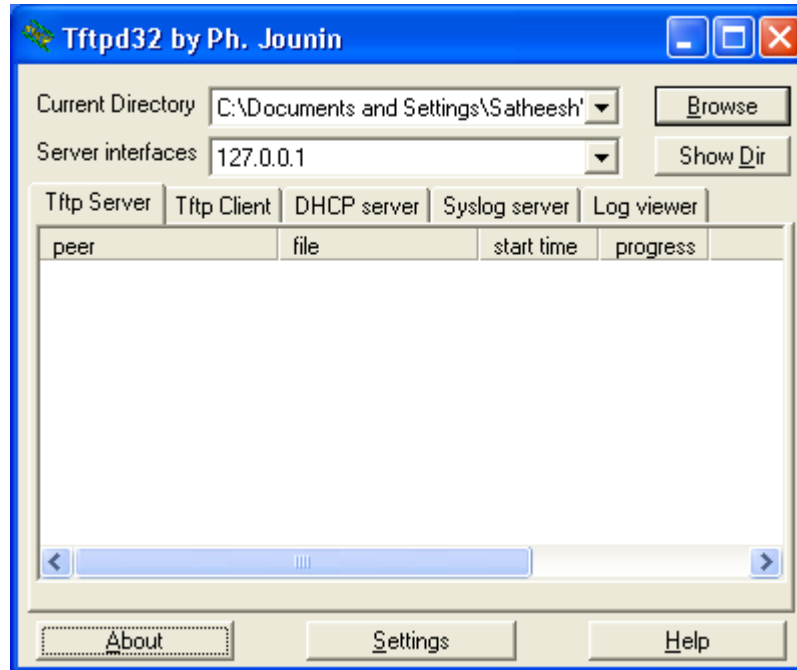 Tftpd32 by Ph. Jounin
Current Directory C:\Documents and Settings\Satheesh' Browse
Server interfaces 127.0.0.1 Show Dir
Tftp Server Tftp Client DHCP server Syslog server Log viewer
peer file start time progress
About Settings Help